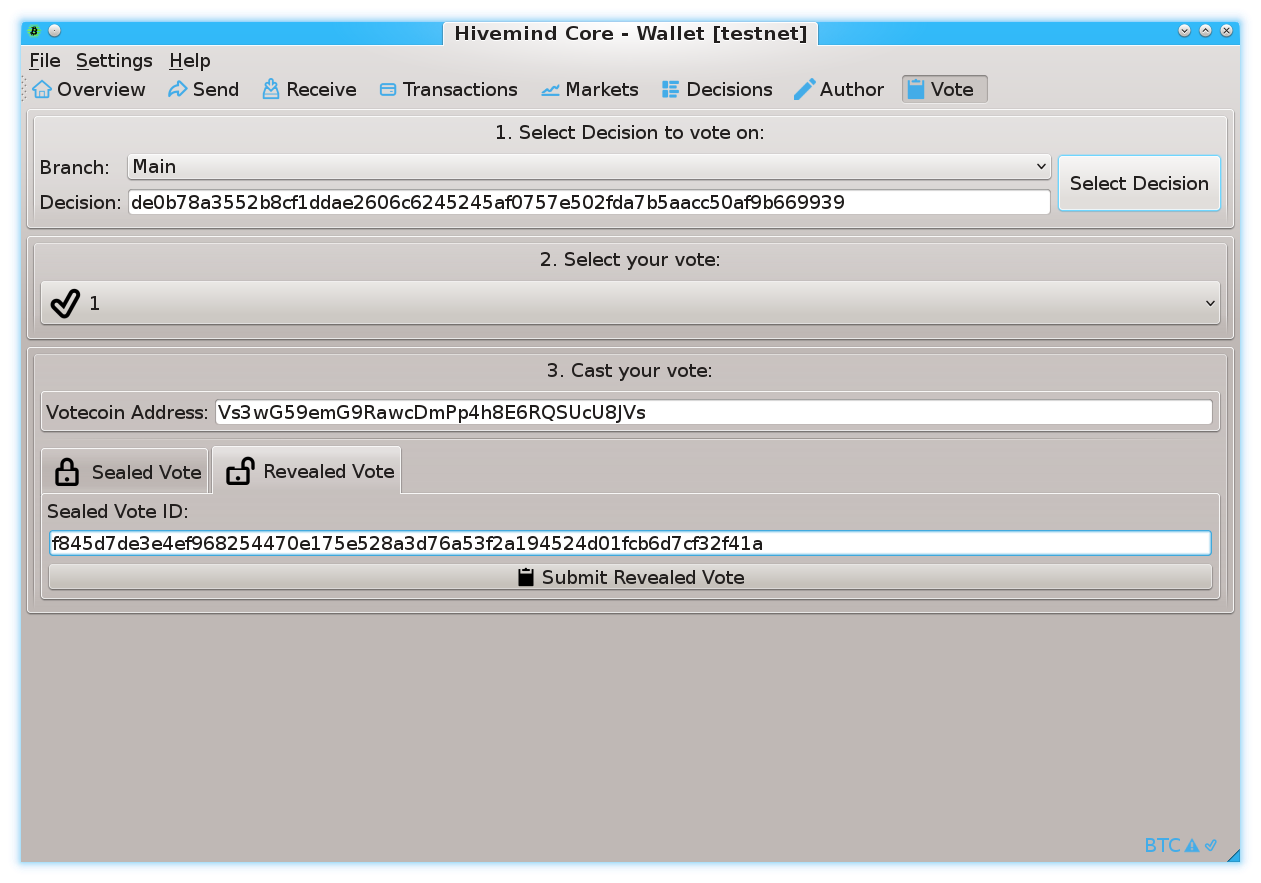 Hivemind Core - Wallet [testnet]
File Settings Help
Overview Send Receive Transactions Markets Decisions Author Vote
1. Select Decision to vote on:
Branch: Main
Select Decision
Decision: de0b78a3552b8cf1ddae2606c6245245af0757e502fda7b5aacc50af9b669939
2. Select your vote:
1
3. Cast your vote:
Votecoin Address: Vs3wG59emG9RawcDmPp4h8E6RQSUcU8JVs
Sealed Vote Revealed Vote
Sealed Vote ID:
f845d7de3e4ef968254470e175e528a3d76a53f2a194524d01fcb6d7cf32f41a
Submit Revealed Vote
BTC